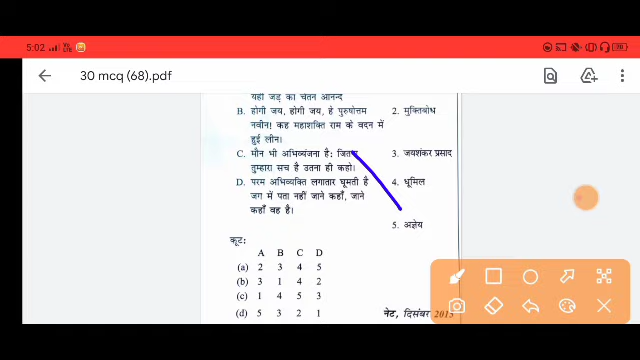 5:02
30 mcq (68).pdf
यही जड़ का चेतन आनन्द
B. होगी जय, होगी जय, हे पुरुषोत्तम
नवीन। कह महाशक्ति राम के वदन में
हुई लीन।
2. मुक्तिबोध
C. मौन भी अभिव्यंजना है: जितना
तुम्हारा सच है उतना ही कहो।
3. जयशंकर प्रसाद
D. परम अभिव्यक्ति लगातार घूमती है
जग में पता नहीं जाने कहाँ, जाने
कहाँ वह है।
4. धूमिल
5. अज्ञेय
कूट:
A B C D
(a) 2 3 4 5
(b) 3 1 4 2
(c) 1 4 5 3
(d) 5 3 2 1
नेट, दिसंबर 2015